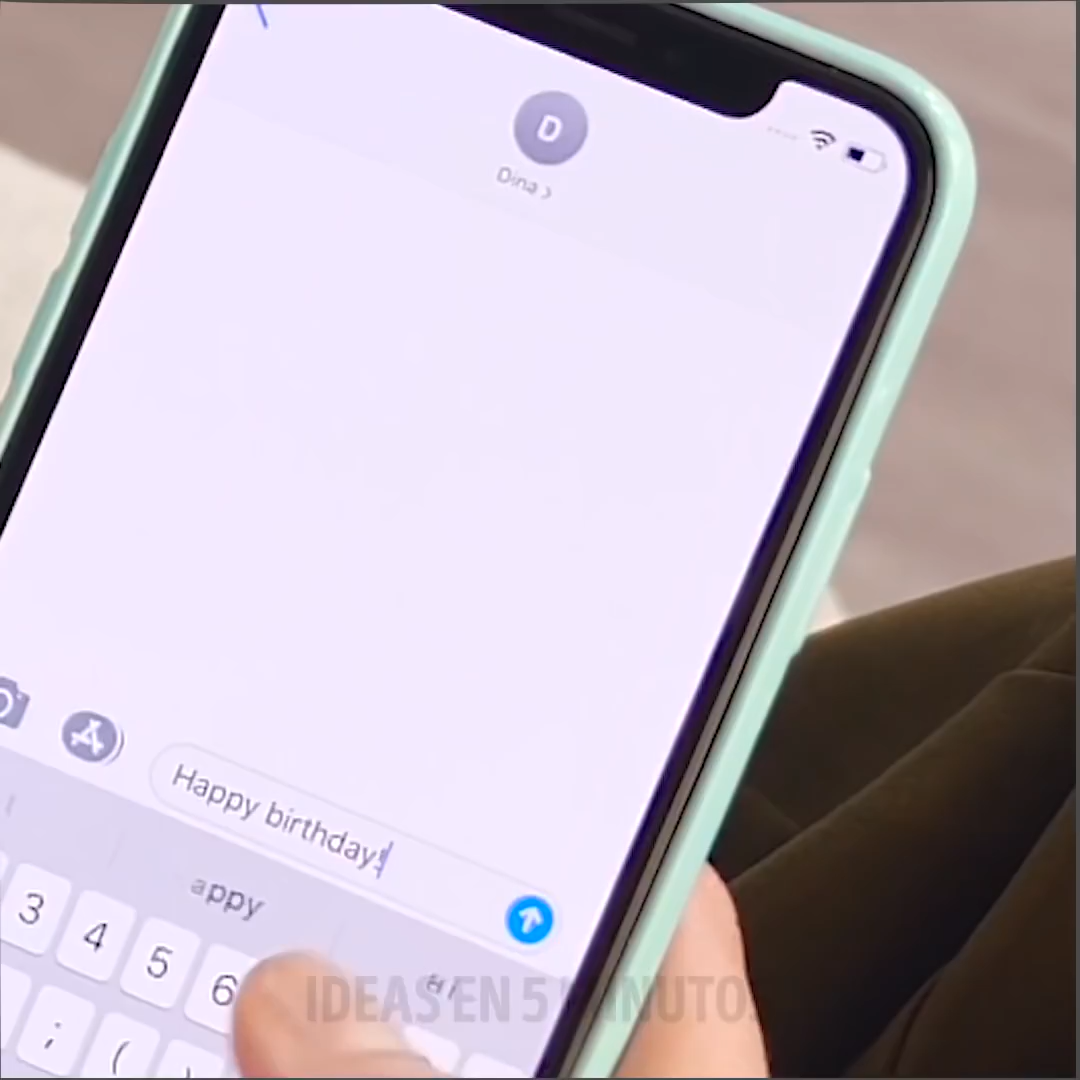 D
Dina >
Happy birthday!
appy
3 4 5 6
; (
IDEAS EN 5 MINUTOS